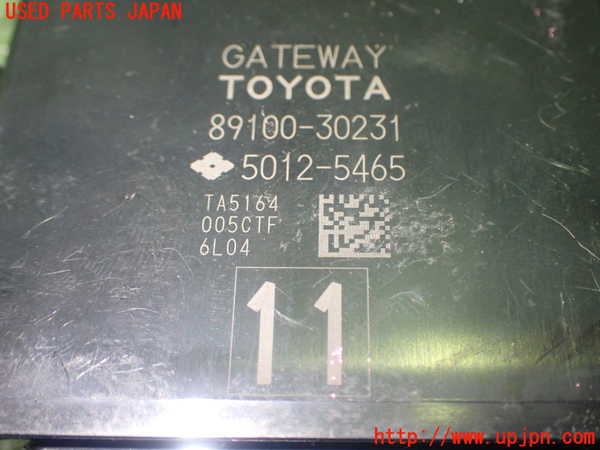 USED PARTS JAPAN
GATEWAY
TOYOTA
89100-30231
5012-5465
TA5164
005CTF
6L04
11
http://www.upjpn.com/